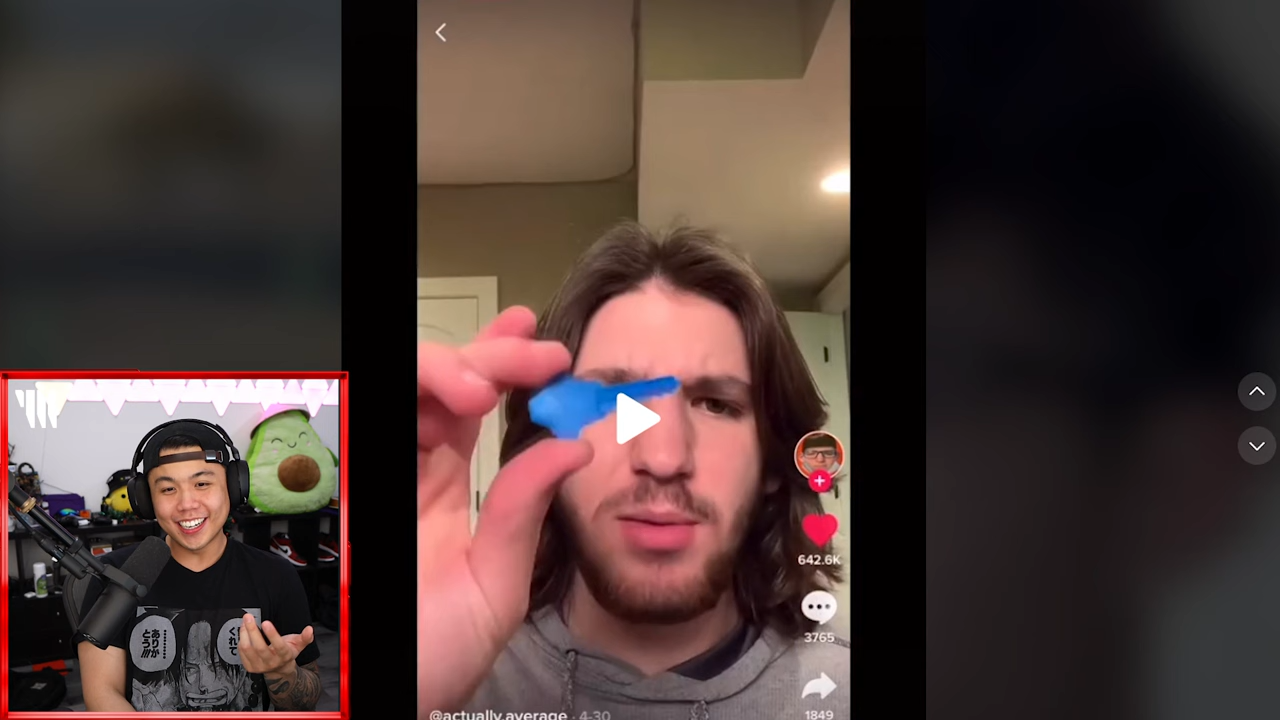 642.6K
3765
くれて
……
ありが
とう
@actually.average · 4-30
1849